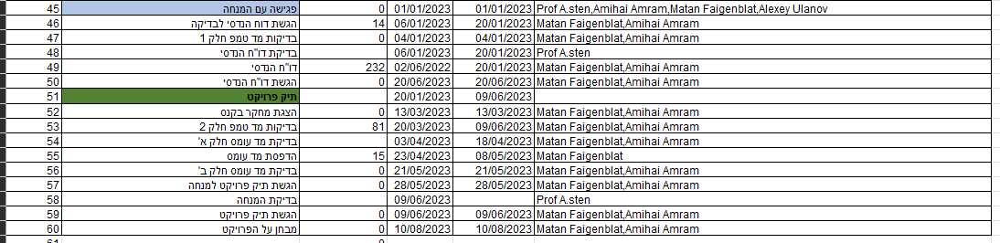 45 פגישה עם המנחה 0 01/01/2023 01/01/2023 Prof A.sten,Amihai Amram,Matan Faigenblat,Alexey Ulanov
46 הגשת דוח הנדסי לבדיקה 14 06/01/2023 20/01/2023 Matan Faigenblat,Amihai Amram
47 בדיקות מד טמפ חלק 1 0 04/01/2023 04/01/2023 Matan Faigenblat,Amihai Amram
48 בדיקת דו"ח הנדסי 06/01/2023 20/01/2023 Prof A.sten
49 דו"ח הנדסי 232 02/06/2022 20/01/2023 Matan Faigenblat,Amihai Amram
50 הגשת דו"ח הנדסי 0 20/06/2023 20/06/2023 Matan Faigenblat,Amihai Amram
51 תיק פרויקט 20/01/2023 09/06/2023
52 הצגת מחקר בקנס 0 13/03/2023 13/03/2023 Matan Faigenblat,Amihai Amram
53 בדיקות מד טמפ חלק 2 81 20/03/2023 09/06/2023 Matan Faigenblat,Amihai Amram
54 בדיקת מד עומס חלק א' 03/04/2023 18/04/2023 Matan Faigenblat,Amihai Amram
55 הדפסת מד עומס 15 23/04/2023 08/05/2023 Matan Faigenblat
56 בדיקת מד עומס חלק ב' 0 21/05/2023 21/05/2023 Matan Faigenblat,Amihai Amram
57 הגשת תיק פרויקט למנחה 0 28/05/2023 28/05/2023 Matan Faigenblat,Amihai Amram
58 בדיקת המנחה 09/06/2023 Prof A.sten
59 הגשת תיק פרויקט 0 09/06/2023 09/06/2023 Matan Faigenblat,Amihai Amram
60 מבחן על הפרויקט 0 10/08/2023 10/08/2023 Matan Faigenblat,Amihai Amram
61 0